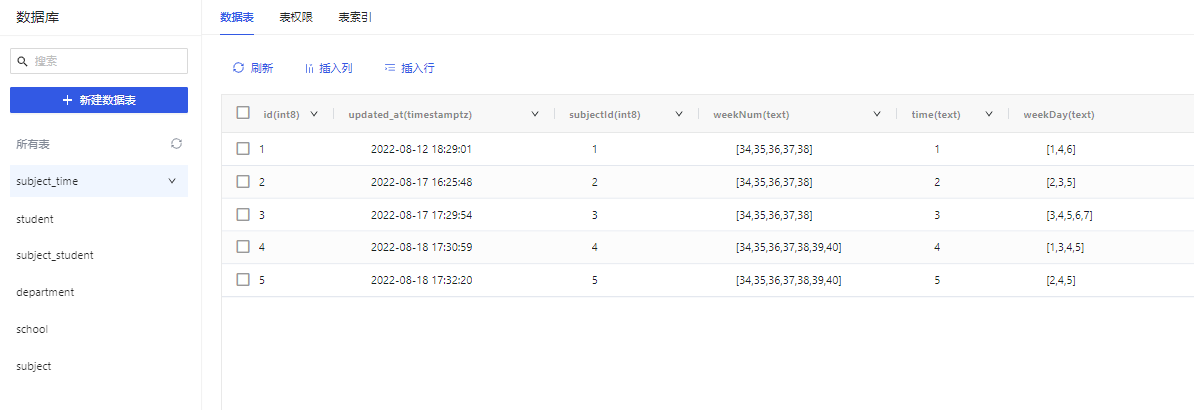 数据库
搜索
新建数据表
所有表
subject_time
student
subject_student
department
school
subject
数据表 表权限 表索引
刷新 插入列 插入行
id(int8) updated_at(timestamptz) subjectId(int8) weekNum(text) time(text) weekDay(text)
1 2022-08-12 18:29:01 1 [34,35,36,37,38] 1 [1,4,6]
2 2022-08-17 16:25:48 2 [34,35,36,37,38] 2 [2,3,5]
3 2022-08-17 17:29:54 3 [34,35,36,37,38] 3 [3,4,5,6,7]
4 2022-08-18 17:30:59 4 [34,35,36,37,38,39,40] 4 [1,3,4,5]
5 2022-08-18 17:32:20 5 [34,35,36,37,38,39,40] 5 [2,4,5]